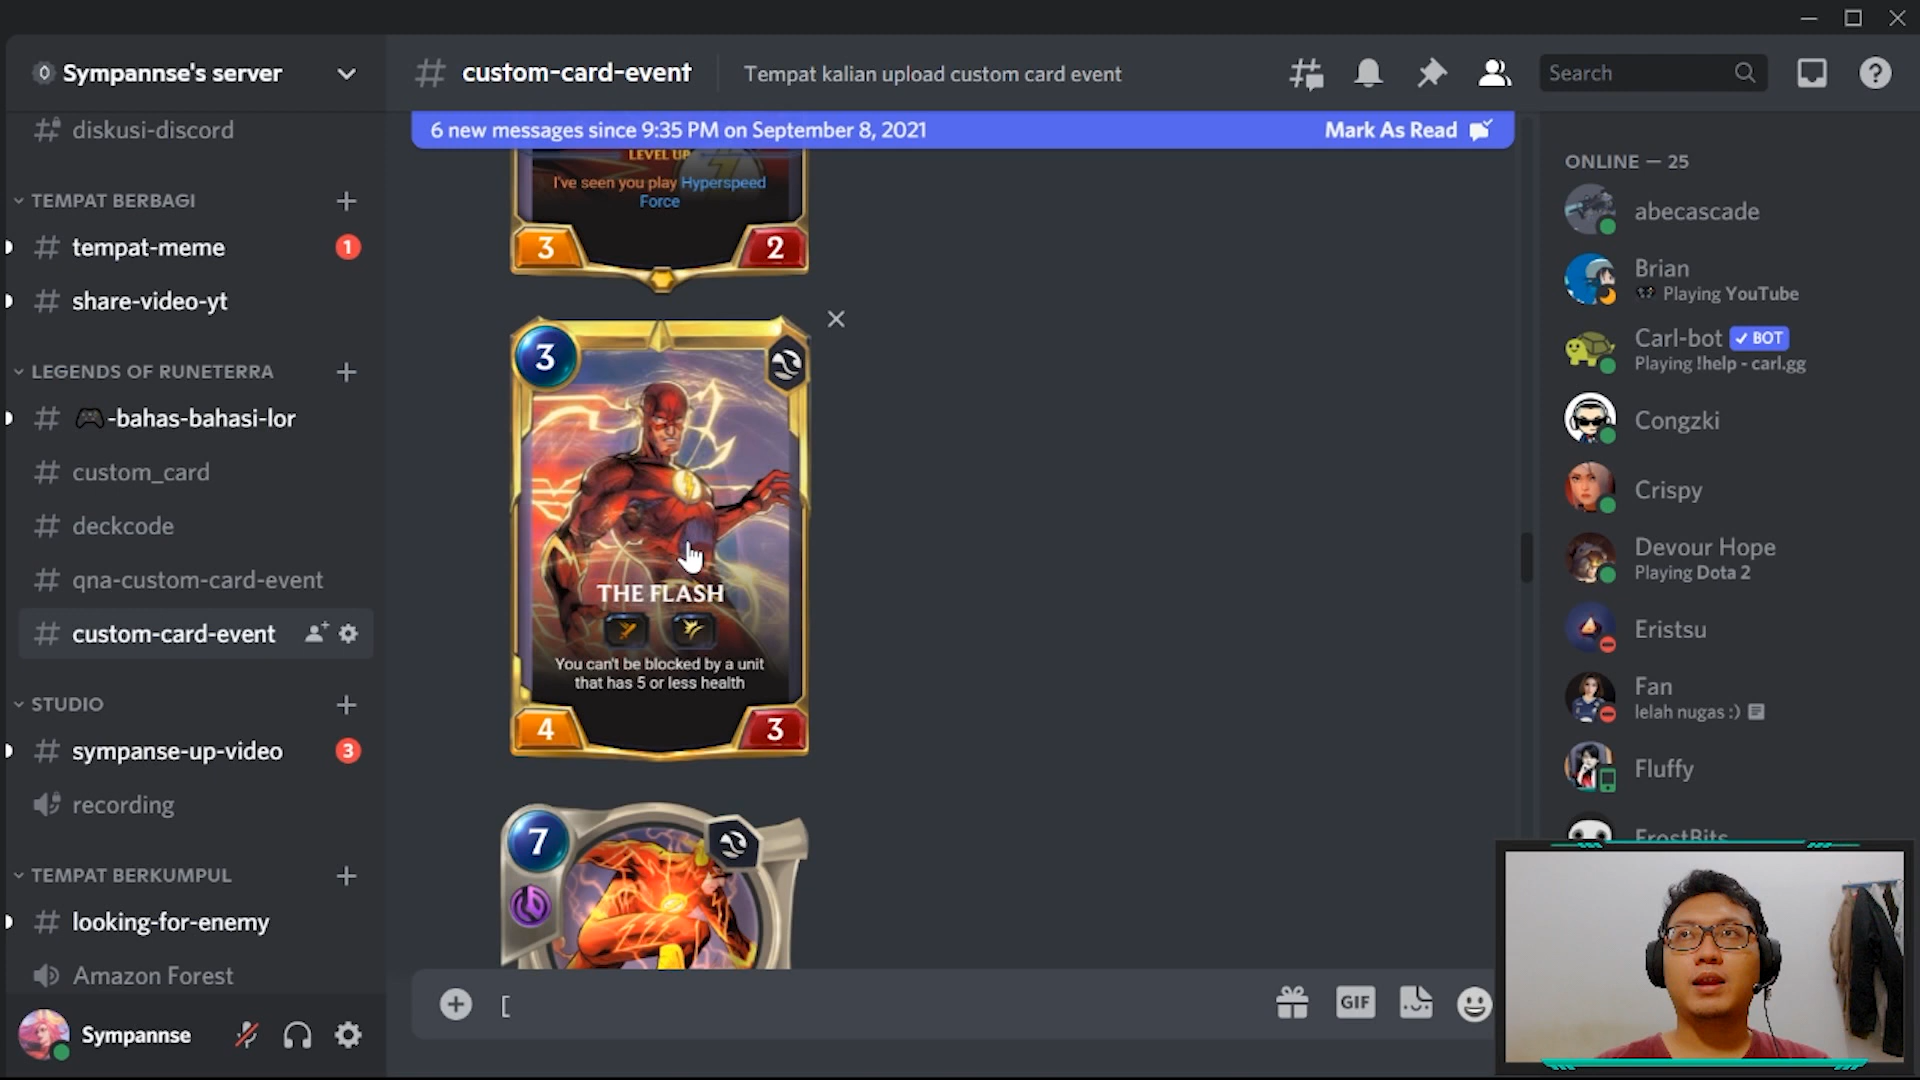 Sympannse's server
custom-card-event
Tempat kalian upload custom card event
Search
6 new messages since 9:35 PM on September 8, 2021
Mark As Read
diskusi-discord
TEMPAT BERBAGI
tempat-meme
1
share-video-yt
LEGENDS OF RUNETERRA
-bahas-bahasi-lor
custom_card
deckcode
qna-custom-card-event
custom-card-event
STUDIO
sympanse-up-video
3
recording
TEMPAT BERKUMPUL
looking-for-enemy
Amazon Forest
Sympannse
LEVEL UP
I've seen you play Hyperspeed
Force
3
2
3
THE FLASH
You can't be blocked by a unit
that has 5 or less health
4
3
7
[
GIF
ONLINE — 25
abecascade
Brian
Playing YouTube
Carl-bot
BOT
Playing !help - carl.gg
Congzki
Crispy
Devour Hope
Playing Dota 2
Eristsu
Fan
lelah nugas :)
Fluffy
FrostBits